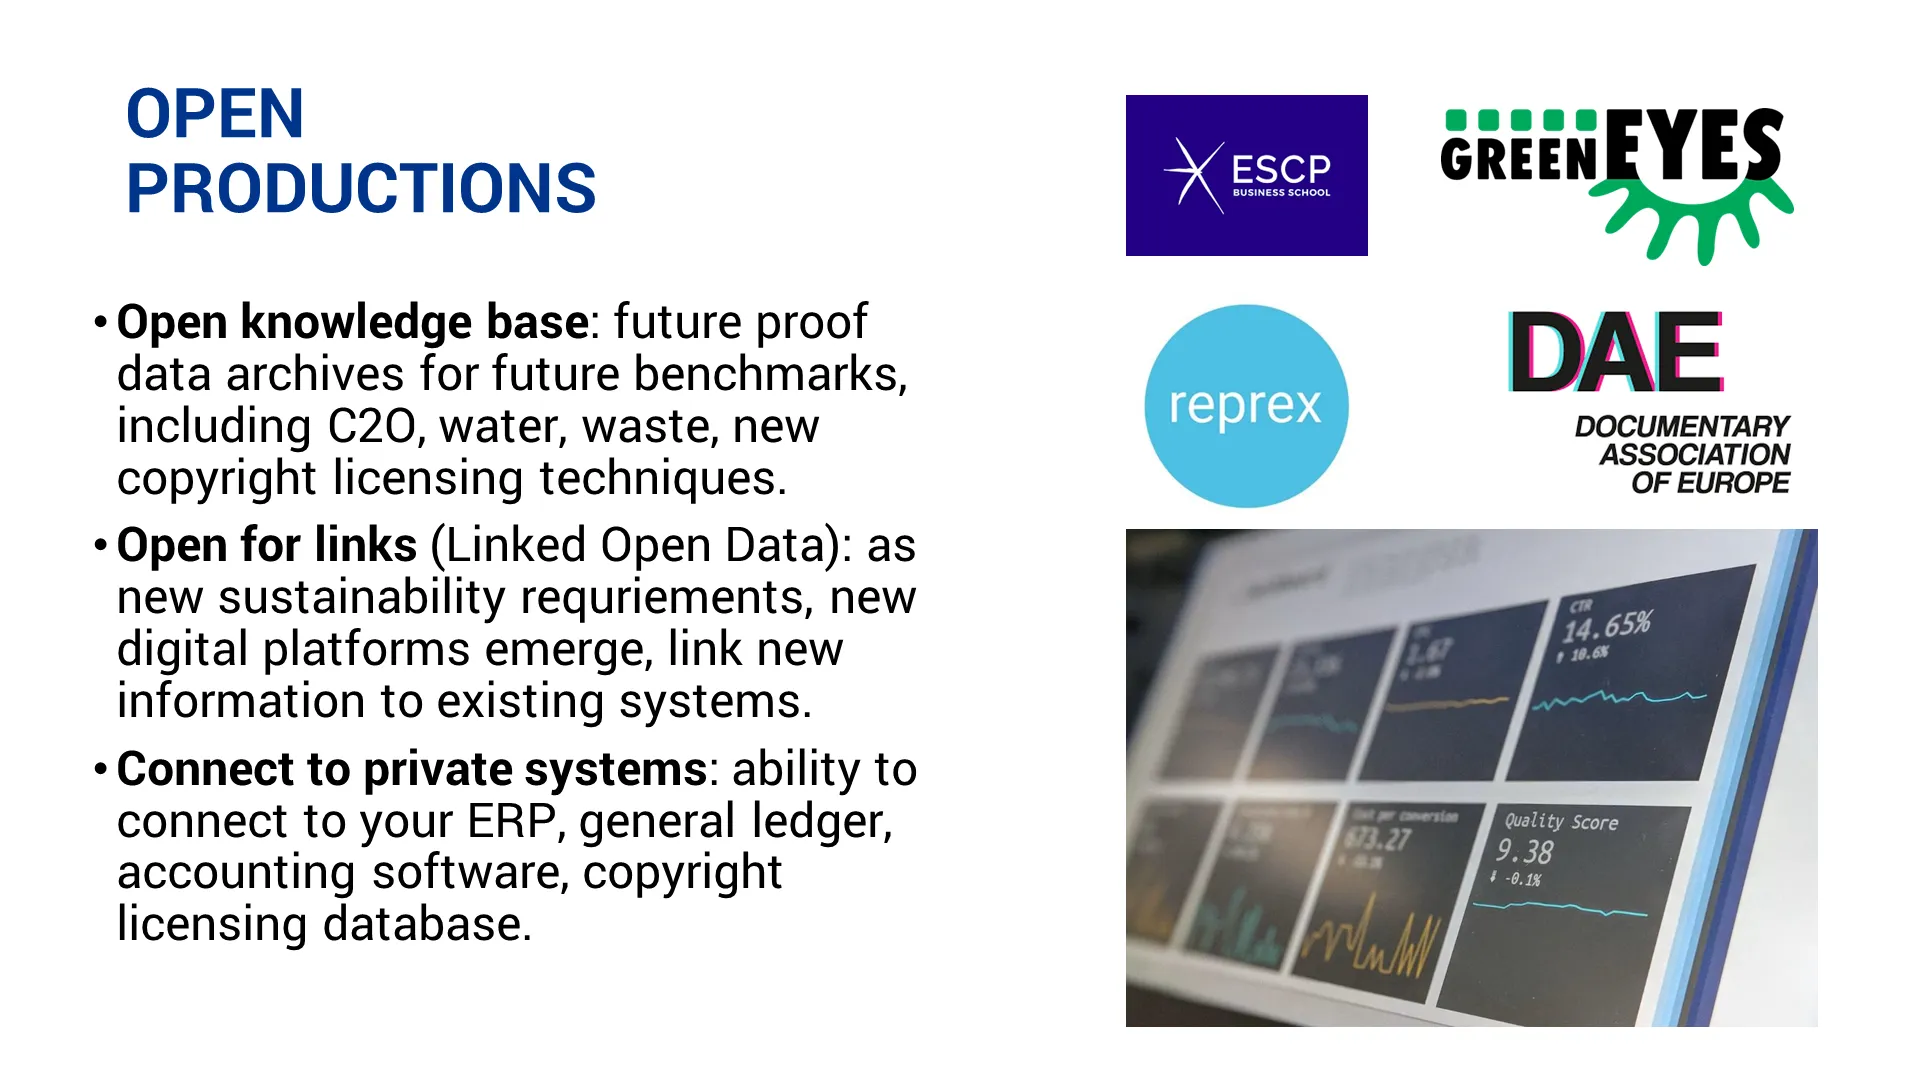 OPEN
PRODUCTIONS
• Open knowledge base: future proof
data archives for future benchmarks,
including C2O, water, waste, new
copyright licensing techniques.
• Open for links (Linked Open Data): as
new sustainability requriements, new
digital platforms emerge, link new
information to existing systems.
• Connect to private systems: ability to
connect to your ERP, general ledger,
accounting software, copyright
licensing database.
ESCP
BUSINESS SCHOOL
GREENEYES
reprex
DAE
DOCUMENTARY
ASSOCIATION
OF EUROPE
CTR
14.65%
10.6%
Cost per conversion
673.27
Quality Score
9.38
-0.1%